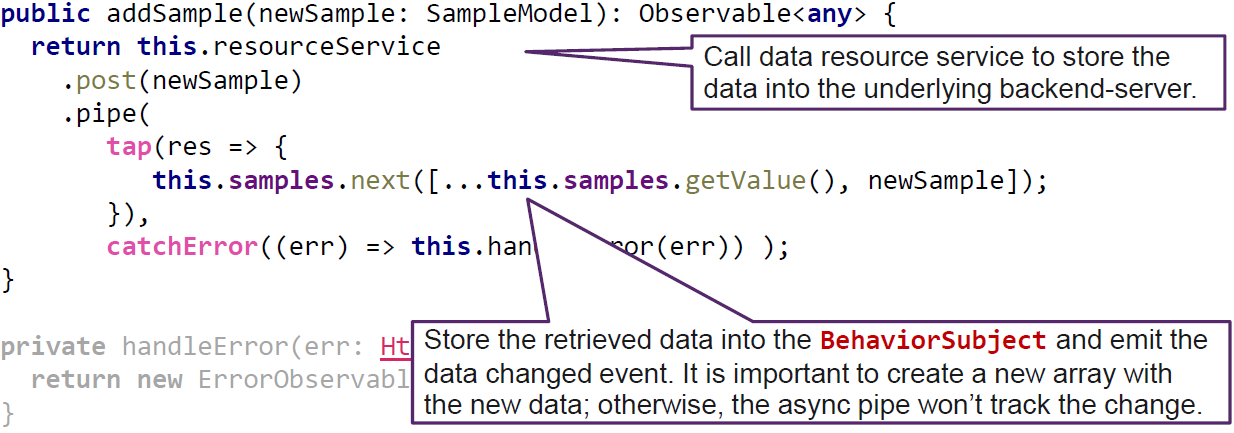 public addSample(newSample: SampleModel): Observable<any> {
return this.resourceService
Call data resource service to store the
data into the underlying backend-server.
.post(newSample)
.pipe(
tap(res => {
this.samples.next([...this.samples.getValue(), newSample]);
}),
catchError((err) => this.han ror(err)) );
}
private handleError(err: Ht
return new ErrorObservabl
}
Store the retrieved data into the BehaviorSubject and emit the
data changed event. It is important to create a new array with
the new data; otherwise, the async pipe won't track the change.